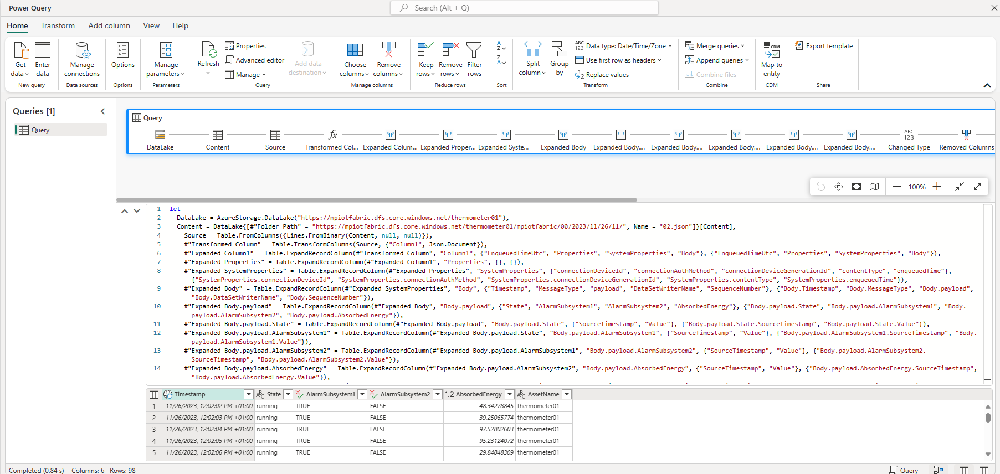 Power Query
Search (Alt + Q)
Home Transform Add column View Help
Get data
Enter data
New query
Manage connections
Data sources
Options
Options
Manage parameters
Parameters
Refresh
Properties
Advanced editor
Manage
Query
Add data destination
Choose columns
Remove columns
Manage columns
Keep rows
Remove rows
Filter rows
Reduce rows
Sort
Split column
Group by
Data type: Date/Time/Zone
Use first row as headers
Replace values
Transform
Merge queries
Append queries
Combine files
Combine
CDM
Map to entity
CDM
Export template
Share
Queries [1]
Query
Query
DataLake Content Source Transformed Col... Expanded Colum... Expanded Proper... Expanded Syste... Expanded Body Expanded Body.... Expanded Body.... Expanded Body.... Expanded Body.... Expanded Body.... Changed Type Removed Columns
100%
1 let
2 DataLake = AzureStorage.DataLake("https://mpiotfabric.dfs.core.windows.net/thermometer01"),
3 Content = DataLake{[#"Folder Path" = "https://mpiotfabric.dfs.core.windows.net/thermometer01/mpiotfabric/00/2023/11/26/11/", Name = "02.json"]}[Content],
4 Source = Table.FromColumns({Lines.FromBinary(Content, null, null)}),
5 #"Transformed Column" = Table.TransformColumns(Source, {"Column1", Json.Document}),
6 #"Expanded Column1" = Table.ExpandRecordColumn(#"Transformed Column", "Column1", {"EnqueuedTimeUtc", "Properties", "SystemProperties", "Body"}, {"EnqueuedTimeUtc", "Properties", "SystemProperties", "Body"}),
7 #"Expanded Properties" = Table.ExpandRecordColumn(#"Expanded Column1", "Properties", {}, {}),
8 #"Expanded SystemProperties" = Table.ExpandRecordColumn(#"Expanded Properties", "SystemProperties", {"connectionDeviceId", "connectionAuthMethod", "connectionDeviceGenerationId", "contentType", "enqueuedTime"},
{"SystemProperties.connectionDeviceId", "SystemProperties.connectionAuthMethod", "SystemProperties.connectionDeviceGenerationId", "SystemProperties.contentType", "SystemProperties.enqueuedTime"}),
9 #"Expanded Body" = Table.ExpandRecordColumn(#"Expanded SystemProperties", "Body", {"Timestamp", "MessageType", "payload", "DataSetWriterName", "SequenceNumber"}, {"Body.Timestamp", "Body.MessageType", "Body.payload",
"Body.DataSetWriterName", "Body.SequenceNumber"}),
10 #"Expanded Body.payload" = Table.ExpandRecordColumn(#"Expanded Body", "Body.payload", {"State", "AlarmSubsystem1", "AlarmSubsystem2", "AbsorbedEnergy"}, {"Body.payload.State", "Body.payload.AlarmSubsystem1", "Body.
payload.AlarmSubsystem2", "Body.payload.AbsorbedEnergy"}),
11 #"Expanded Body.payload.State" = Table.ExpandRecordColumn(#"Expanded Body.payload", "Body.payload.State", {"SourceTimestamp", "Value"}, {"Body.payload.State.SourceTimestamp", "Body.payload.State.Value"}),
12 #"Expanded Body.payload.AlarmSubsystem1" = Table.ExpandRecordColumn(#"Expanded Body.payload.State", "Body.payload.AlarmSubsystem1", {"SourceTimestamp", "Value"}, {"Body.payload.AlarmSubsystem1.SourceTimestamp", "Body.
payload.AlarmSubsystem1.Value"}),
13 #"Expanded Body.payload.AlarmSubsystem2" = Table.ExpandRecordColumn(#"Expanded Body.payload.AlarmSubsystem1", "Body.payload.AlarmSubsystem2", {"SourceTimestamp", "Value"}, {"Body.payload.AlarmSubsystem2.
SourceTimestamp", "Body.payload.AlarmSubsystem2.Value"}),
14 #"Expanded Body.payload.AbsorbedEnergy" = Table.ExpandRecordColumn(#"Expanded Body.payload.AlarmSubsystem2", "Body.payload.AbsorbedEnergy", {"SourceTimestamp", "Value"}, {"Body.payload.AbsorbedEnergy.SourceTimestamp",
"Body.payload.AbsorbedEnergy.Value"}),
Timestamp State AlarmSubsystem1 AlarmSubsystem2 1.2 AbsorbedEnergy AssetName
1 11/26/2023, 12:02:02 PM +01:00 running TRUE FALSE 48.34278845 thermometer01
2 11/26/2023, 12:02:03 PM +01:00 running TRUE FALSE 39.25065774 thermometer01
3 11/26/2023, 12:02:04 PM +01:00 running TRUE FALSE 97.52802603 thermometer01
4 11/26/2023, 12:02:05 PM +01:00 running TRUE FALSE 95.23124072 thermometer01
5 11/26/2023, 12:02:06 PM +01:00 running TRUE FALSE 29.84848309 thermometer01
Completed (0.84 s) Columns: 6 Rows: 98
Query